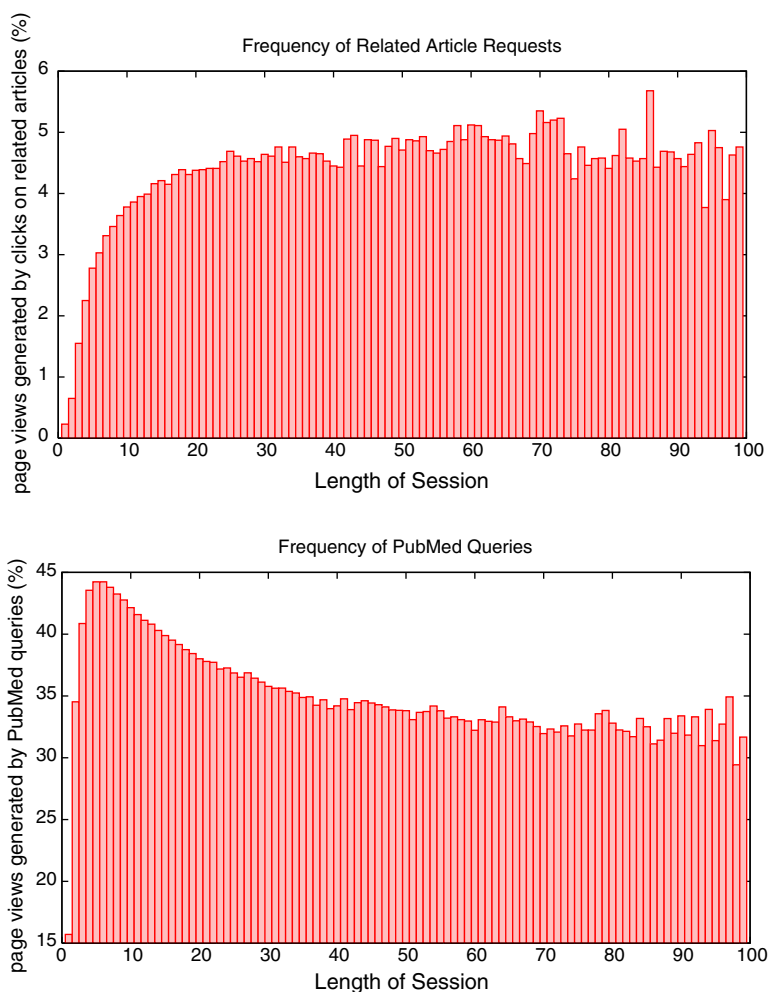 Frequency of Related Article Requests
page views generated by clicks on related articles (%)
6
5
4
3
2
1
0
0 10 20 30 40 50 60 70 80 90 100
Length of Session
Frequency of PubMed Queries
page views generated by PubMed queries (%)
45
40
35
30
25
20
15
0 10 20 30 40 50 60 70 80 90 100
Length of Session